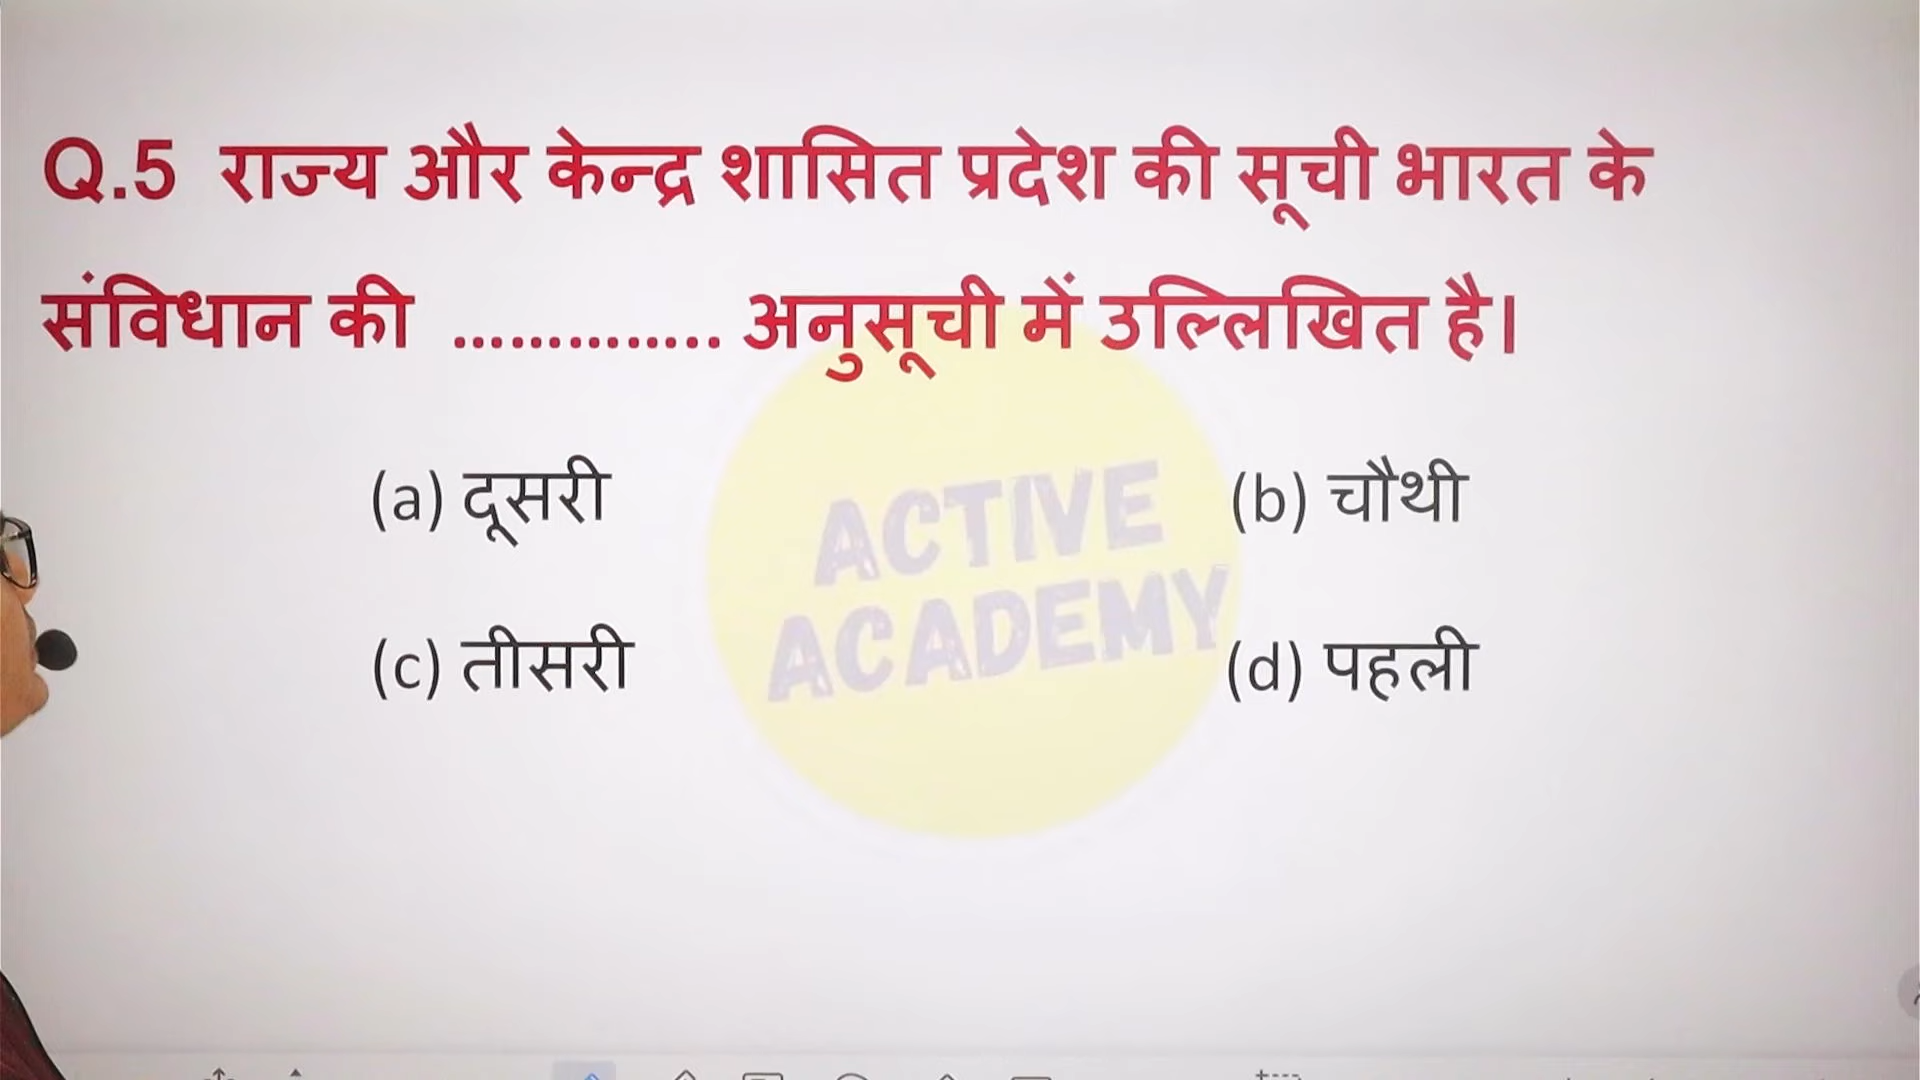 Q.5 राज्य और केन्द्र शासित प्रदेश की सूची भारत के
संविधान की .............. अनुसूची में उल्लिखित है।
(a) दूसरी
(b) चौथी
ACTIVE
ACADEMY
(c) तीसरी
(d) पहली